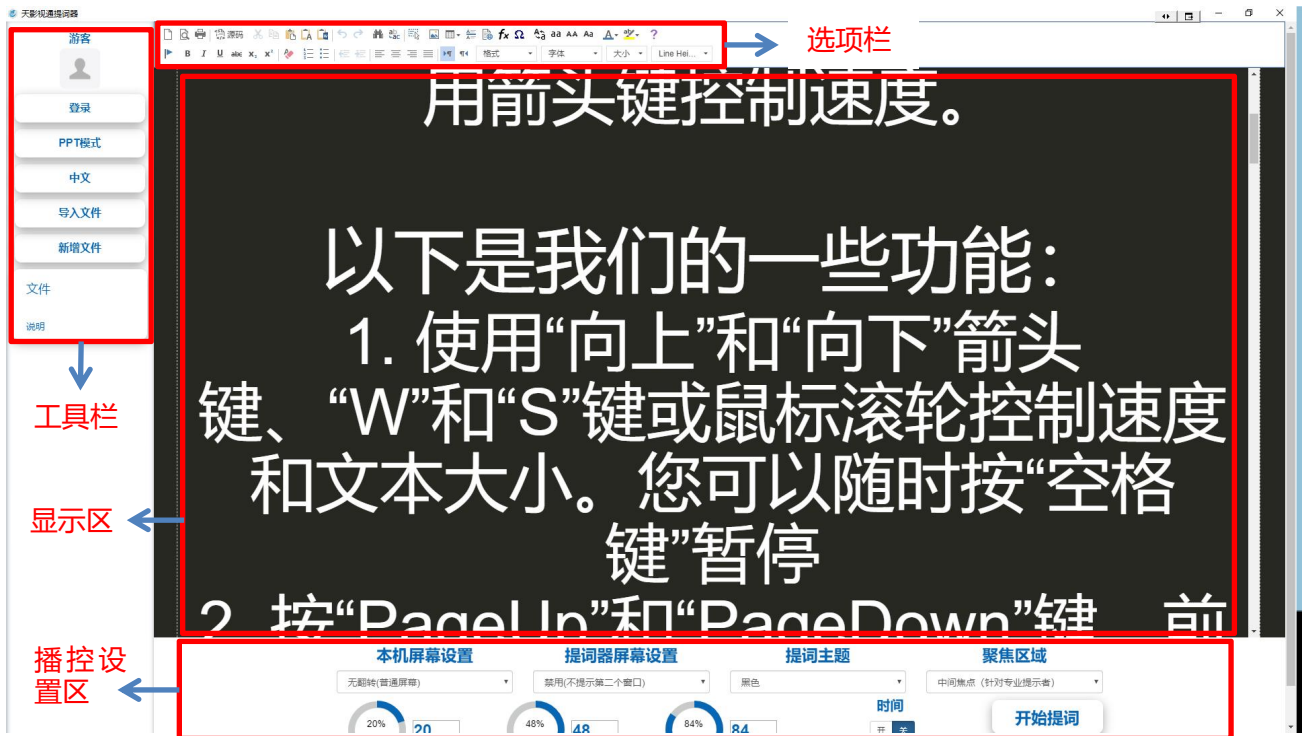 天影视通提词器
游客
登录
PPT模式
中文
导入文件
新增文件
文件
说明
工具栏
源码
格式
字体
大小
Line Hei...
选项栏
用箭头键控制速度。
以下是我们的一些功能：
1. 使用“向上”和“向下”箭头
键、“W”和“S”键或鼠标滚轮控制速度
和文本大小。您可以随时按“空格
键”暂停
2. 按“PageUp”和“PageDown”键，前
显示区
播控设
置区
本机屏幕设置 提词器屏幕设置 提词主题 聚焦区域
无翻转(普通屏幕) 禁用(不提示第二个窗口) 黑色 中间焦点（针对专业提示者）
20% 20 48% 48 84% 84
时间
开 关
开始提词